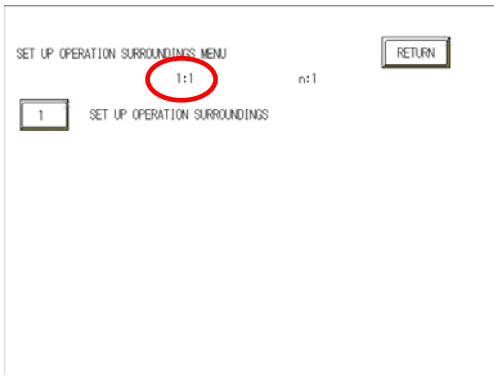 SET UP OPERATION SURROUNDINGS MENU
RETURN
1:1 n:1
1 SET UP OPERATION SURROUNDINGS